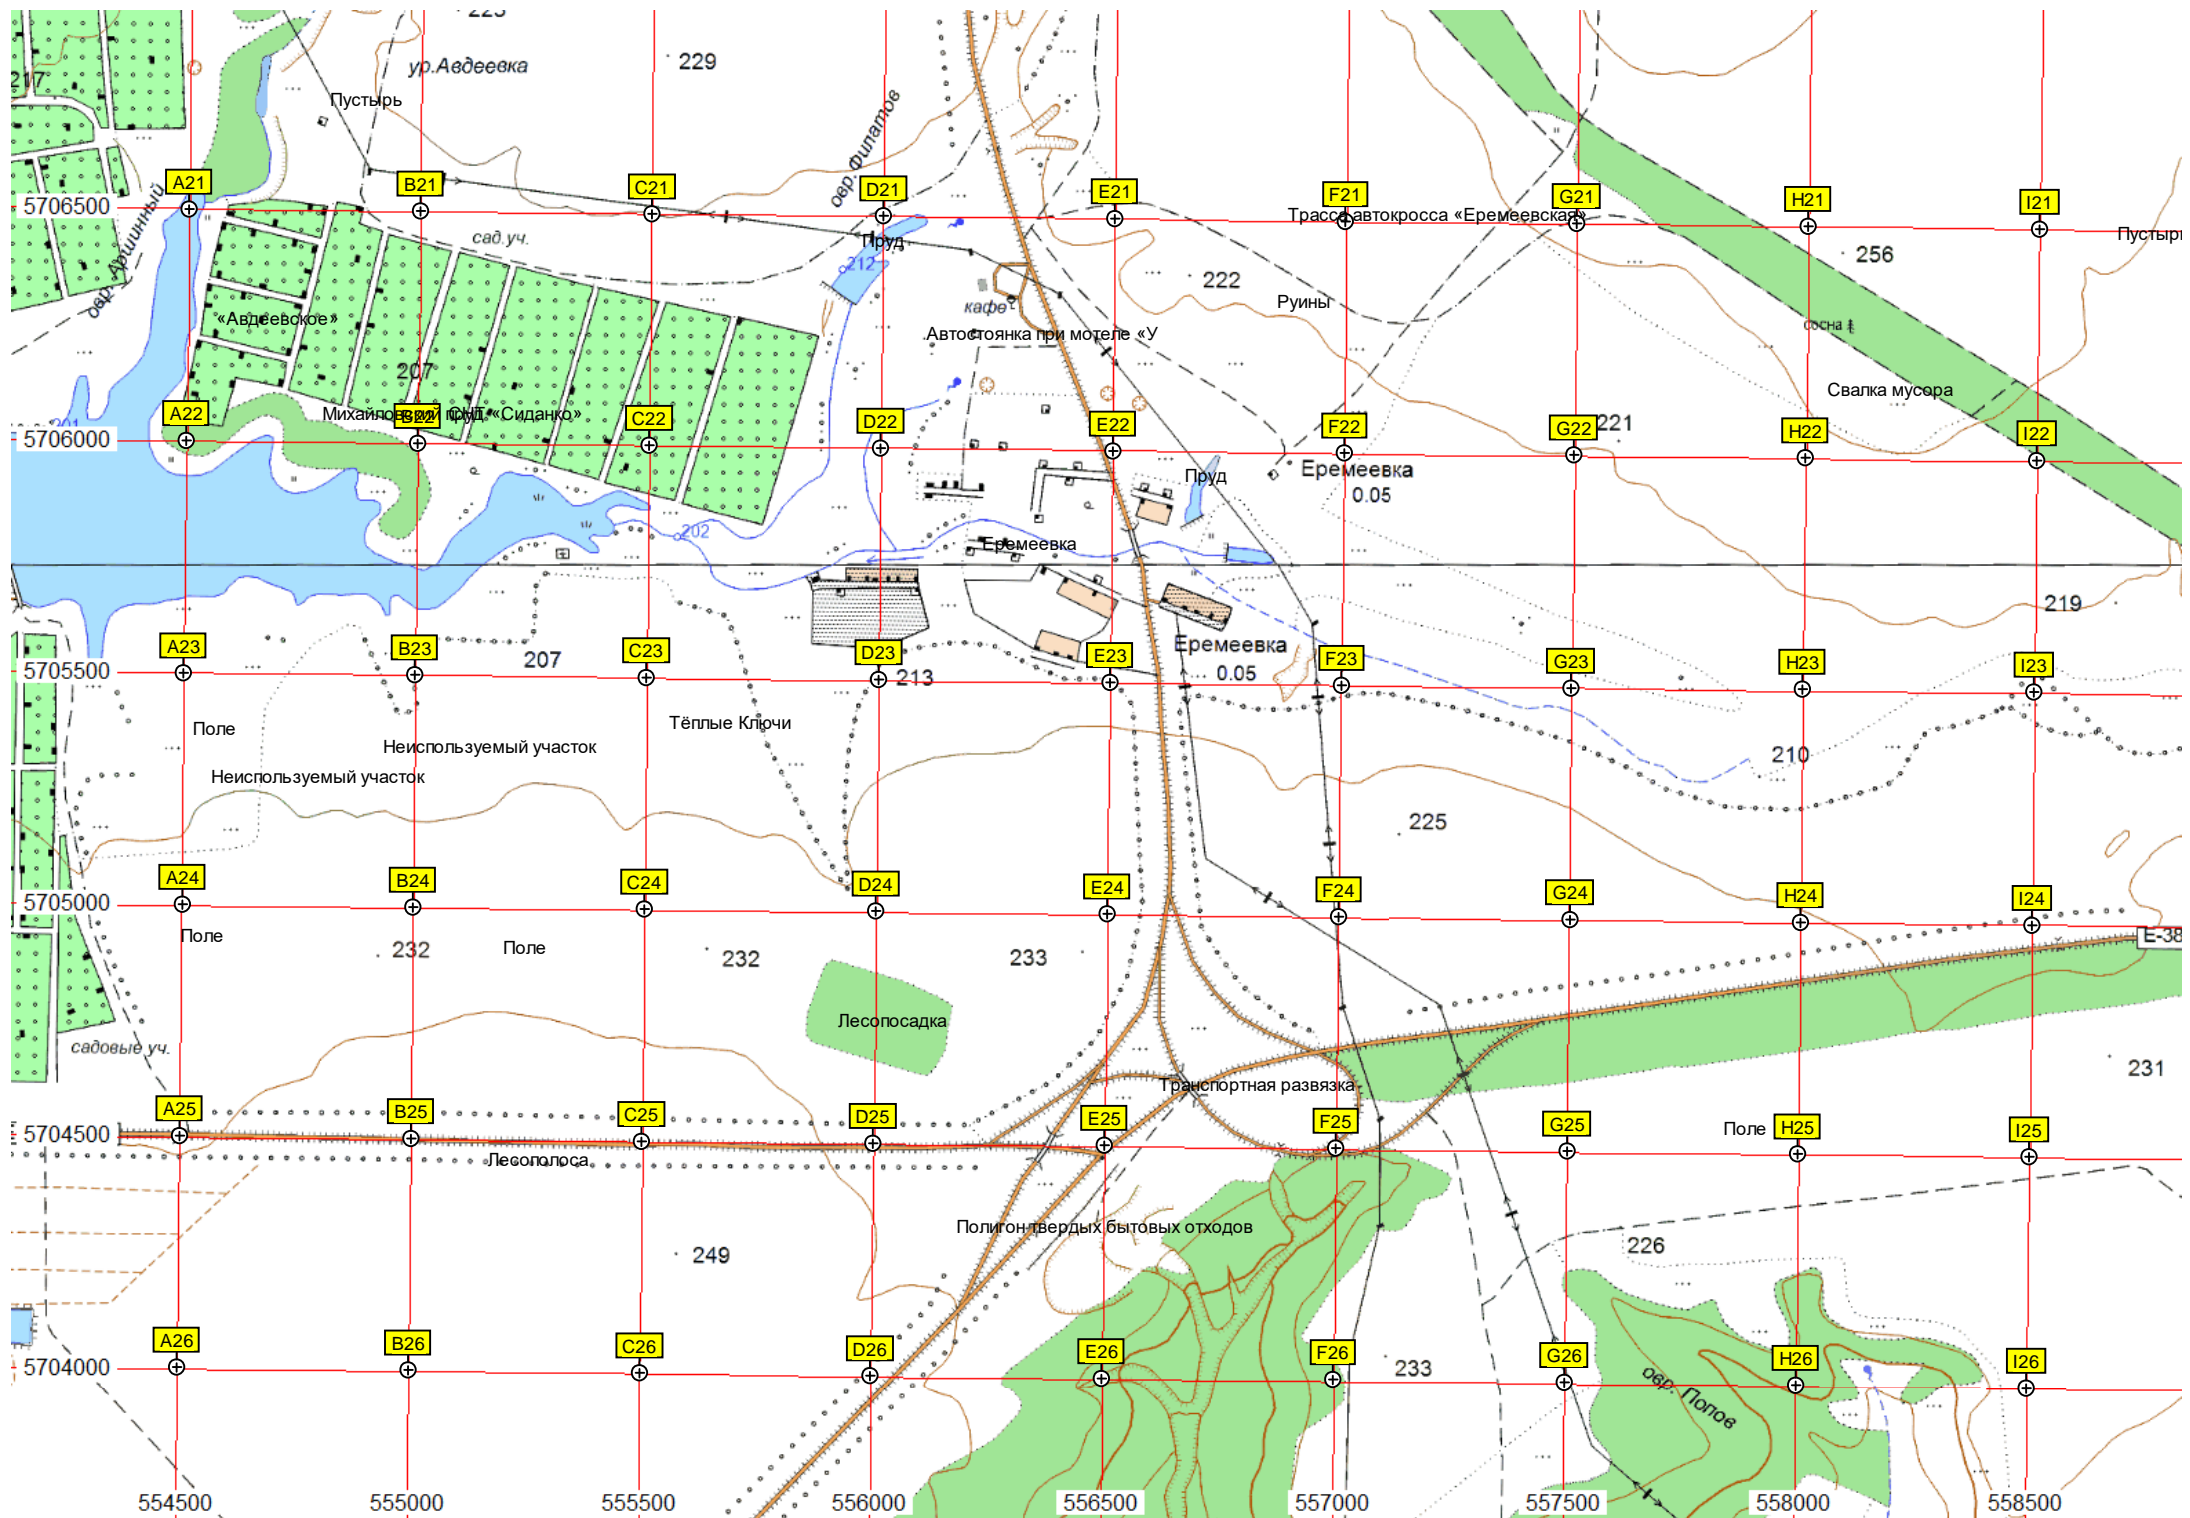 223
ур.Авдеевка
229
217
Пустырь
овр. Филатов
A21
B21
C21
D21
E21
F21
G21
H21
I21
5706500
овр. Аршинный
Трасса автокросса «Еремеевская»
Пустырь
сад.уч.
Пруд
212
222
256
кафе
Руины
«Авдеевское»
Автостоянка при мотеле «У
сосна
207
Свалка мусора
Михайловский пруд
СНТ «Сиданко»
A22
B22
C22
D22
E22
F22
G22
221
H22
I22
201
5706000
Еремеевка
0.05
Пруд
202
Еремеевка
219
Еремеевка
0.05
A23
B23
C23
D23
E23
F23
G23
H23
I23
207
5705500
213
Поле
Тёплые Ключи
Неиспользуемый участок
210
Неиспользуемый участок
225
A24
B24
C24
D24
E24
F24
G24
H24
I24
5705000
Поле
232
Поле
232
233
E-38
Лесопосадка
садовые уч.
231
Транспортная развязка
A25
B25
C25
D25
E25
F25
G25
Поле
H25
I25
5704500
Лесополоса
Полигон твердых бытовых отходов
249
226
A26
B26
C26
D26
E26
F26
G26
H26
I26
5704000
233
овр. Попов
554500
555000
555500
556000
556500
557000
557500
558000
558500